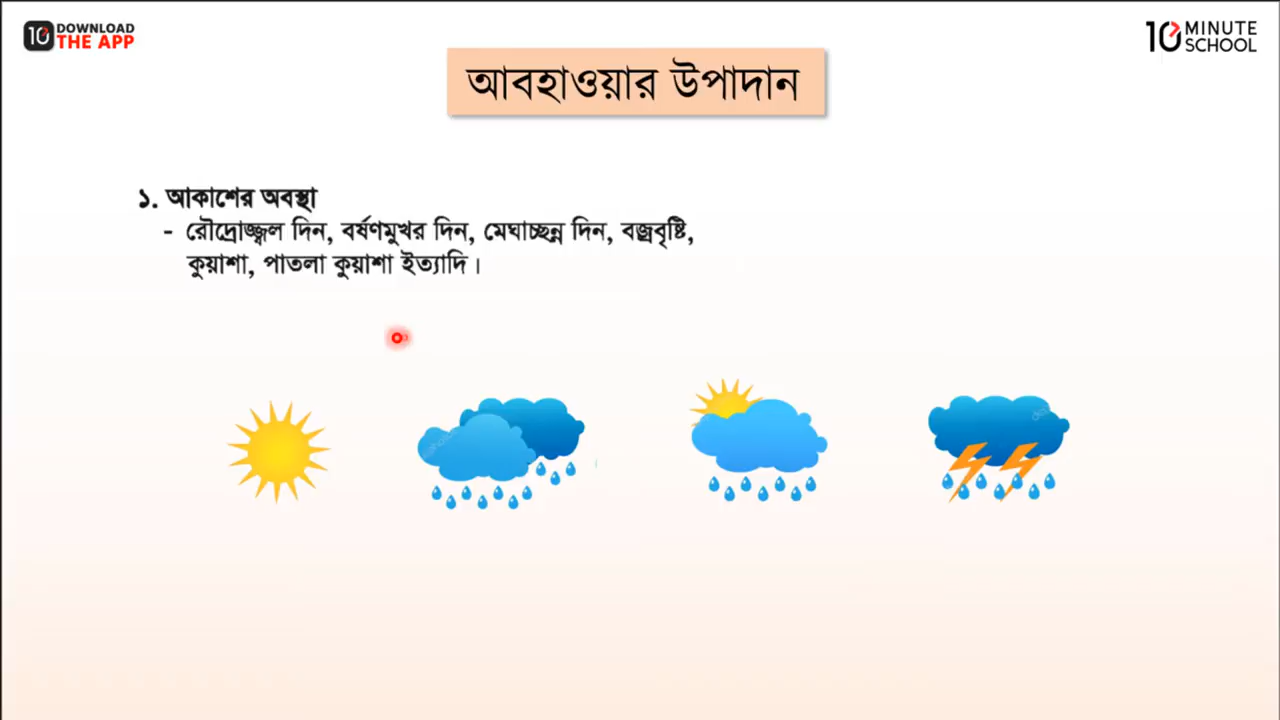 10 DOWNLOAD
THE APP
10 MINUTE
SCHOOL
আবহাওয়ার উপাদান
১. আকাশের অবস্থা
- রৌদ্রোজ্জ্বল দিন, বর্ষণমুখর দিন, মেঘাচ্ছন্ন দিন, বজ্রবৃষ্টি,
কুয়াশা, পাতলা কুয়াশা ইত্যাদি।